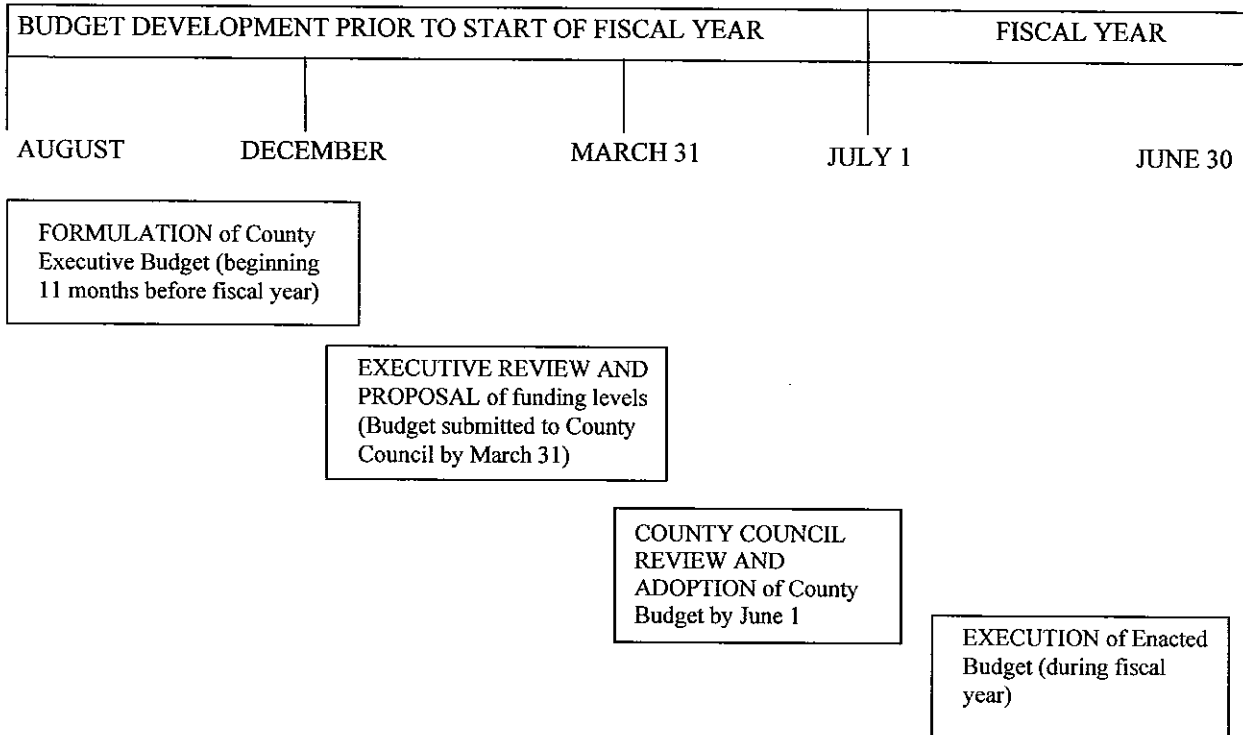 BUDGET DEVELOPMENT PRIOR TO START OF FISCAL YEAR
FISCAL YEAR
AUGUST
DECEMBER
MARCH 31
JULY 1
JUNE 30
FORMULATION of County
Executive Budget (beginning
11 months before fiscal year)
EXECUTIVE REVIEW AND
PROPOSAL of funding levels
(Budget submitted to County
Council by March 31)
COUNTY COUNCIL
REVIEW AND
ADOPTION of County
Budget by June 1
EXECUTION of Enacted
Budget (during fiscal
year)